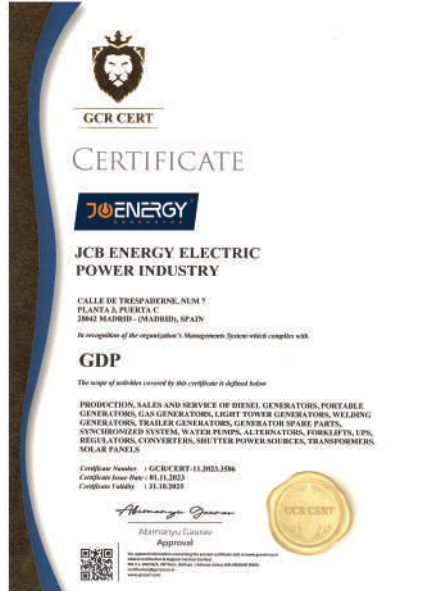 GCR CERT
CERTIFICATE
JCBENERGY
JCB ENERGY ELECTRIC
POWER INDUSTRY
CALLE DE TRESPADERNE, NUM 7
PLANTA 3, PUERTA C
28042 MADRID - (MADRID), SPAIN
In recognition of the organization's Managements System which complies with
GDP
The scope of activities covered by this certificate is defined below
PRODUCTION, SALES AND SERVICE OF DIESEL GENERATORS, PORTABLE
GENERATORS, GAS GENERATORS, LIGHT TOWER GENERATORS, WELDING
GENERATORS, TRAILER GENERATORS, GENERATOR SPARE PARTS,
SYNCHRONIZED SYSTEM, WATER PUMPS, ALTERNATORS, FORKLIFTS, UPS,
REGULATORS, CONVERTERS, SHUTTER POWER SOURCES, TRANSFORMERS,
SOLAR PANELS
Certificate Number : GCR/CERT-11.2023.3586
Certificate Issue Date : 01.11.2023
Certificate Validity : 31.10.2025
Abimanyu Gaurav
Abimanyu Gaurav
Approval
GCR CERT